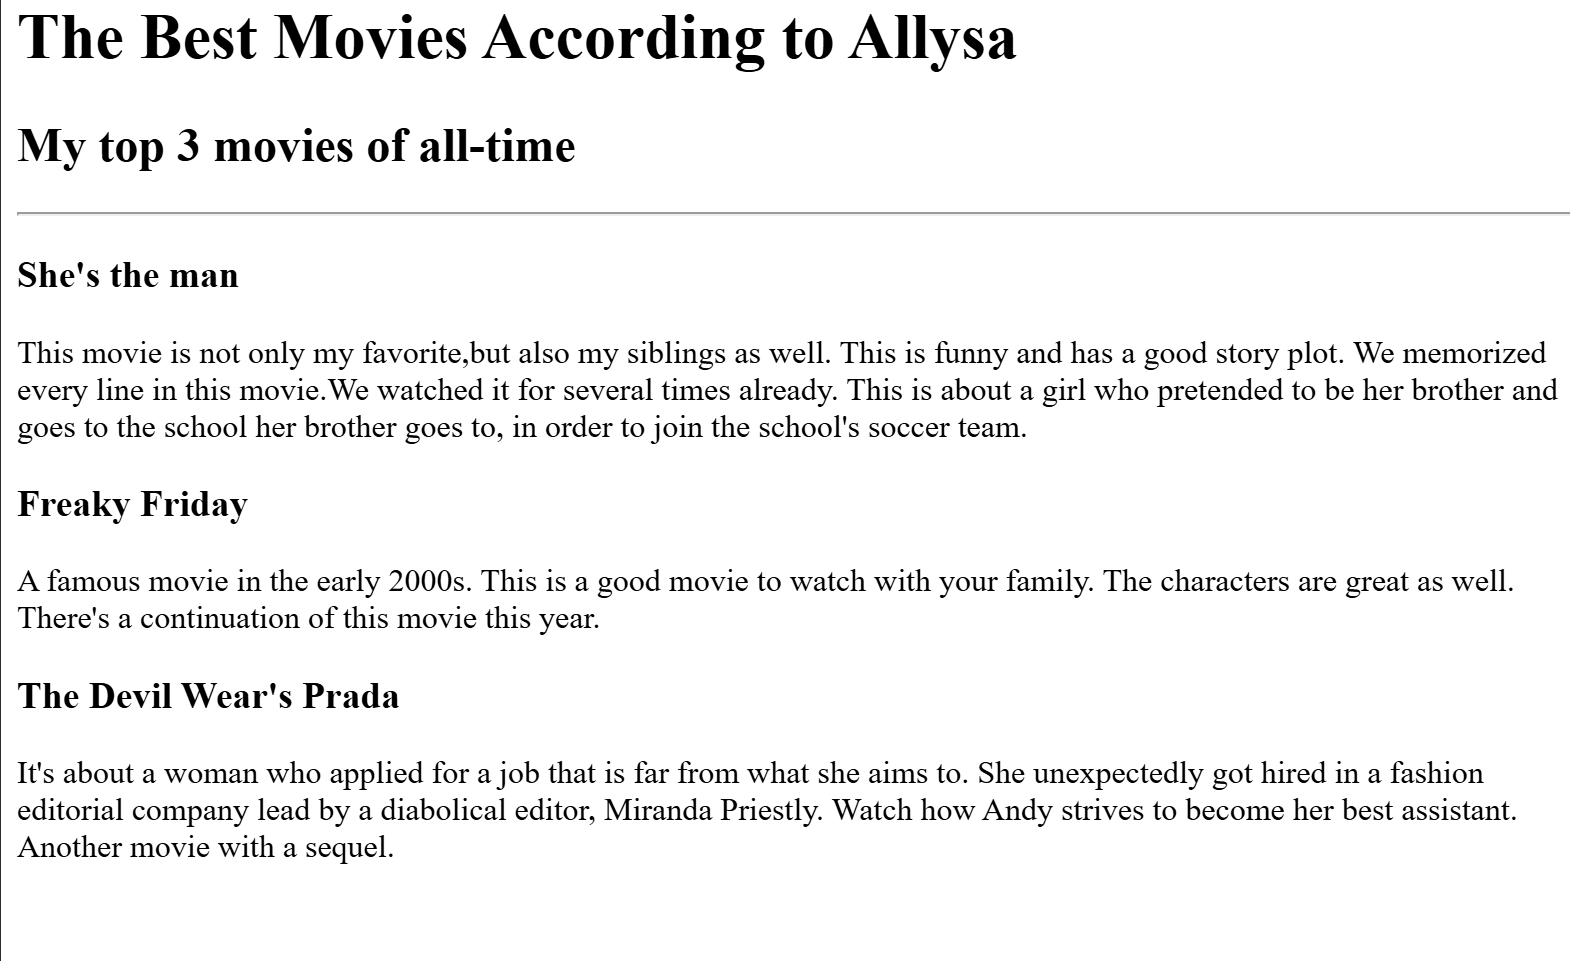 The Best Movies According to Allysa
My top 3 movies of all-time
She's the man
This movie is not only my favorite,but also my siblings as well. This is funny and has a good story plot. We memorized
every line in this movie.We watched it for several times already. This is about a girl who pretended to be her brother and
goes to the school her brother goes to, in order to join the school's soccer team.
Freaky Friday
A famous movie in the early 2000s. This is a good movie to watch with your family. The characters are great as well.
There's a continuation of this movie this year.
The Devil Wear's Prada
It's about a woman who applied for a job that is far from what she aims to. She unexpectedly got hired in a fashion
editorial company lead by a diabolical editor, Miranda Priestly. Watch how Andy strives to become her best assistant.
Another movie with a sequel.